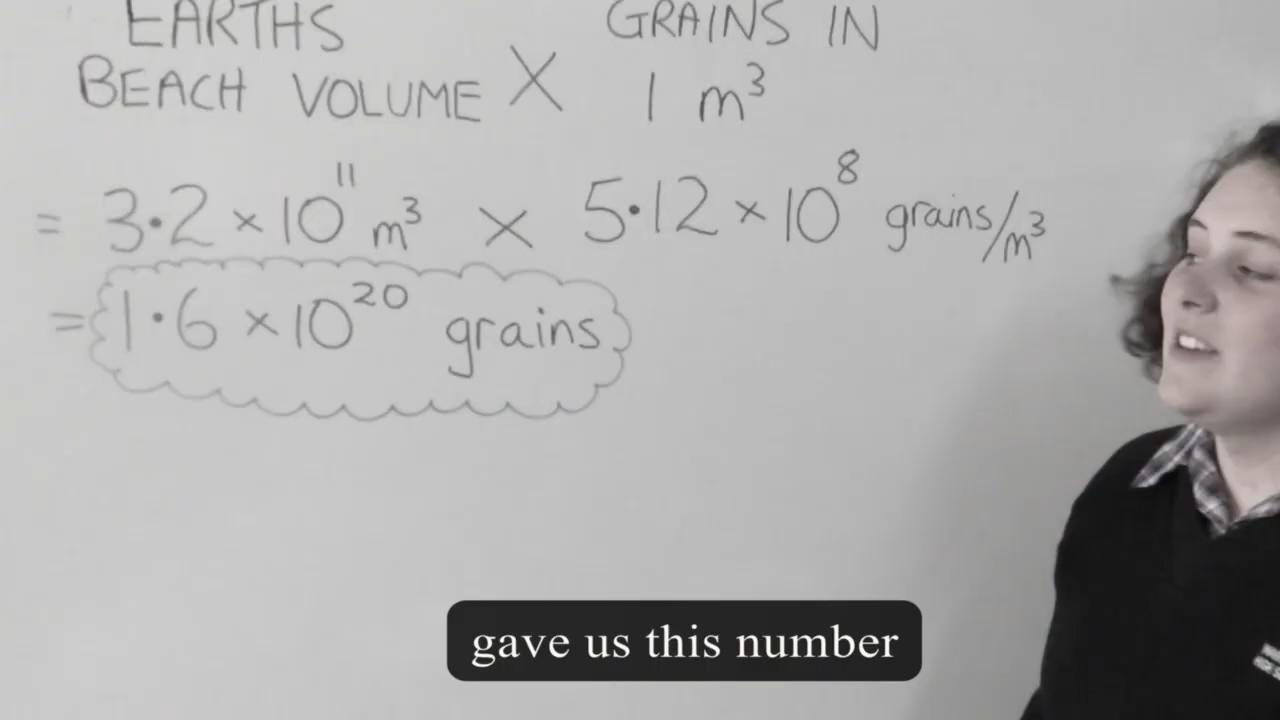 EARTHS GRAINS IN
BEACH VOLUME × 1 m³
= 3·2 × 10¹¹ m³ × 5·12 × 10⁸ grains/m³
= 1·6 × 10²⁰ grains
gave us this number